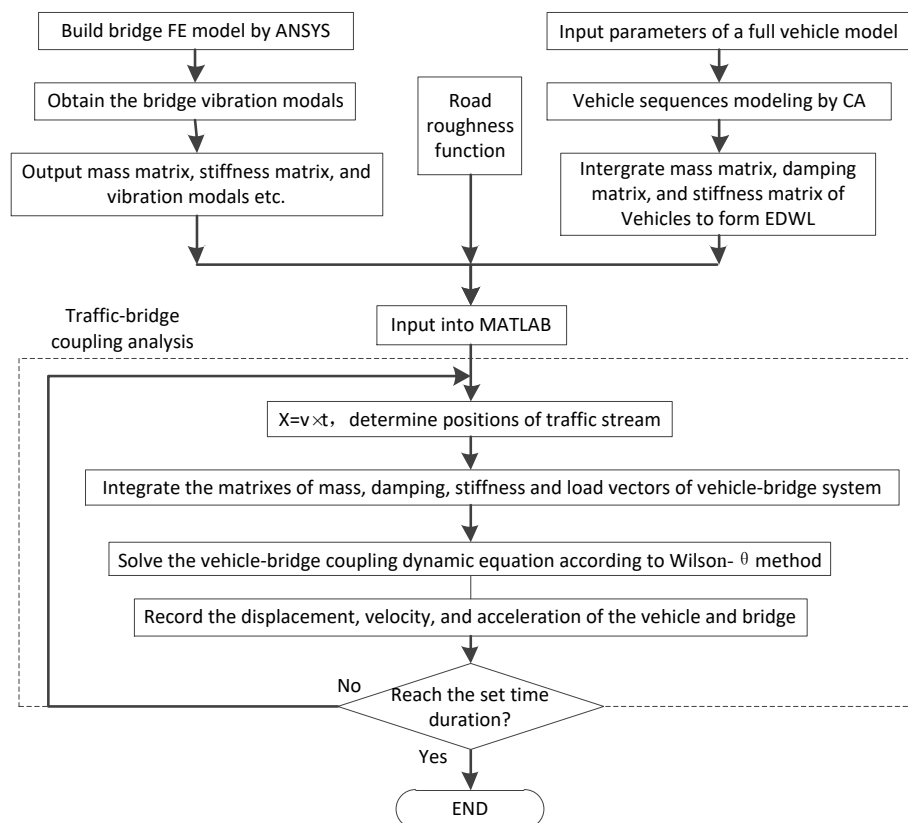 Build bridge FE model by ANSYS
Obtain the bridge vibration modals
Output mass matrix, stiffness matrix, and
vibration modals etc.
Road
roughness
function
Input parameters of a full vehicle model
Vehicle sequences modeling by CA
Intergrate mass matrix, damping
matrix, and stiffness matrix of
Vehicles to form EDWL
Input into MATLAB
Traffic-bridge
coupling analysis
X=v×t， determine positions of traffic stream
Integrate the matrixes of mass, damping, stiffness and load vectors of vehicle-bridge system
Solve the vehicle-bridge coupling dynamic equation according to Wilson- θ method
Record the displacement, velocity, and acceleration of the vehicle and bridge
No
Reach the set time
duration?
Yes
END